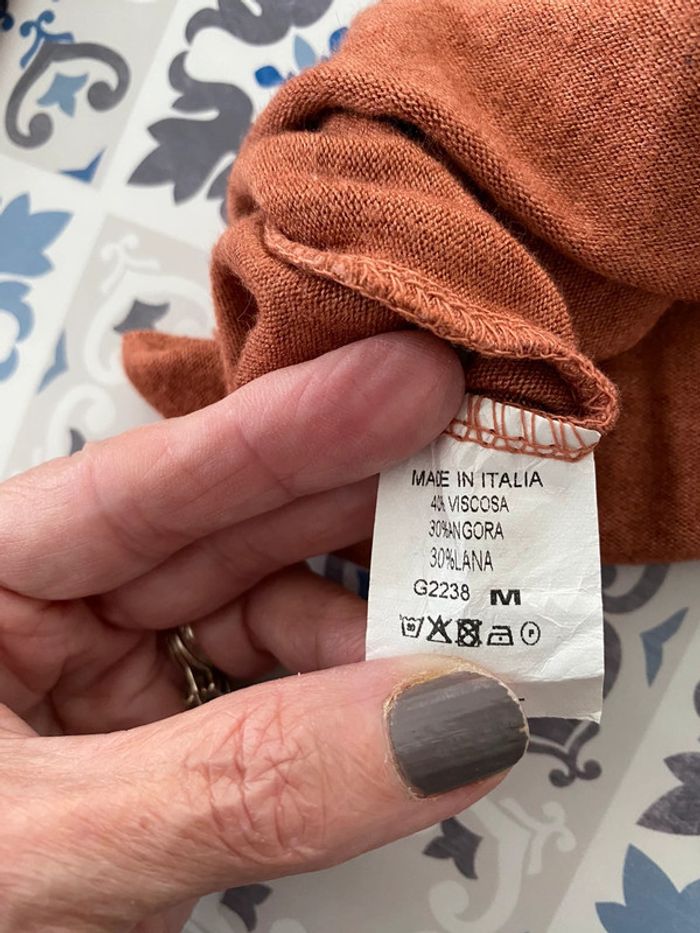 MADE IN ITALIA
40% VISCOSA
30%ANGORA
30%LANA
G2238 M
P